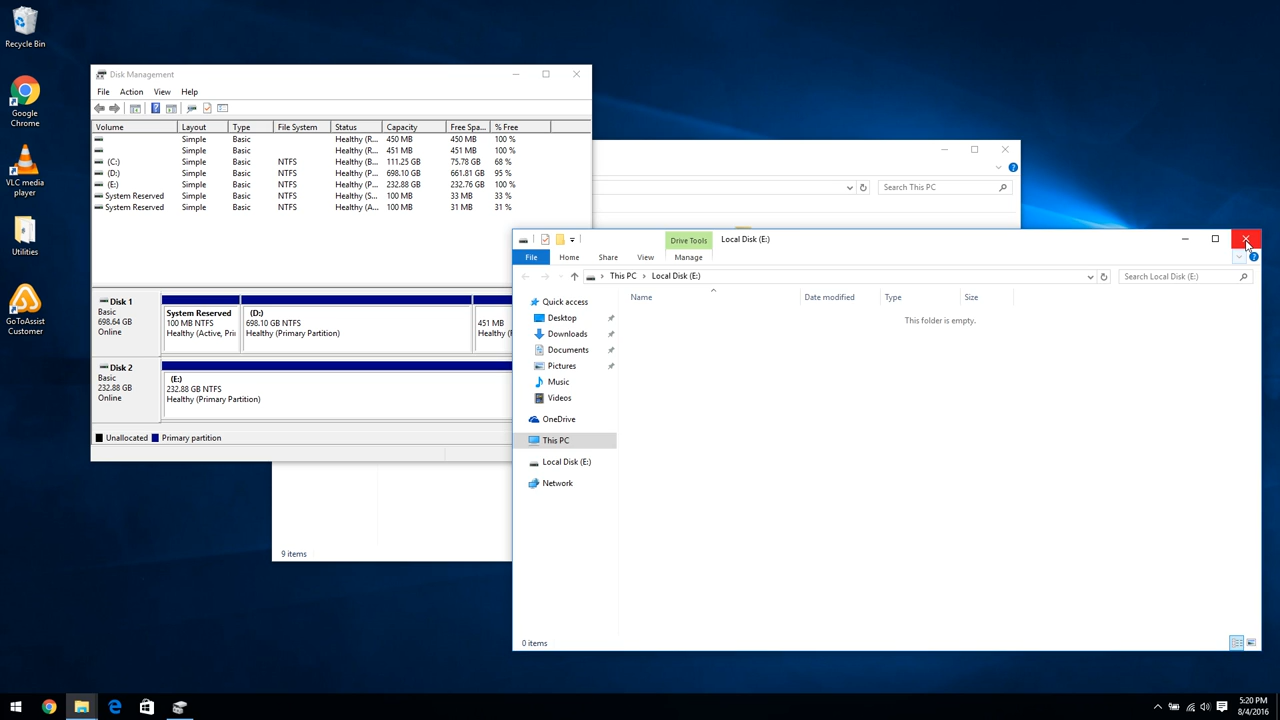 Recycle Bin
Google
Chrome
VLC media
player
Utilities
GoToAssist
Customer
Disk Management
File Action View Help
Volume Layout Type File System Status Capacity Free Spa... % Free
Simple Basic Healthy (R... 450 MB 450 MB 100 %
Simple Basic Healthy (R... 451 MB 451 MB 100 %
(C:) Simple Basic NTFS Healthy (B... 111.25 GB 75.78 GB 68 %
(D:) Simple Basic NTFS Healthy (P... 698.10 GB 661.81 GB 95 %
(E:) Simple Basic NTFS Healthy (P... 232.88 GB 232.76 GB 100 %
System Reserved Simple Basic NTFS Healthy (S... 100 MB 33 MB 33 %
System Reserved Simple Basic NTFS Healthy (A... 100 MB 31 MB 31 %
Disk 1
Basic
698.64 GB
Online
System Reserved
100 MB NTFS
Healthy (Active, Pri
(D:)
698.10 GB NTFS
Healthy (Primary Partition)
451 MB
Healthy (
Disk 2
Basic
232.88 GB
Online
(E:)
232.88 GB NTFS
Healthy (Primary Partition)
Unallocated Primary partition
Search This PC
9 items
Drive Tools Local Disk (E:)
File Home Share View Manage
This PC Local Disk (E:) Search Local Disk (E:)
Name Date modified Type Size
This folder is empty.
Quick access
Desktop
Downloads
Documents
Pictures
Music
Videos
OneDrive
This PC
Local Disk (E:)
Network
0 items
5:20 PM
8/4/2016